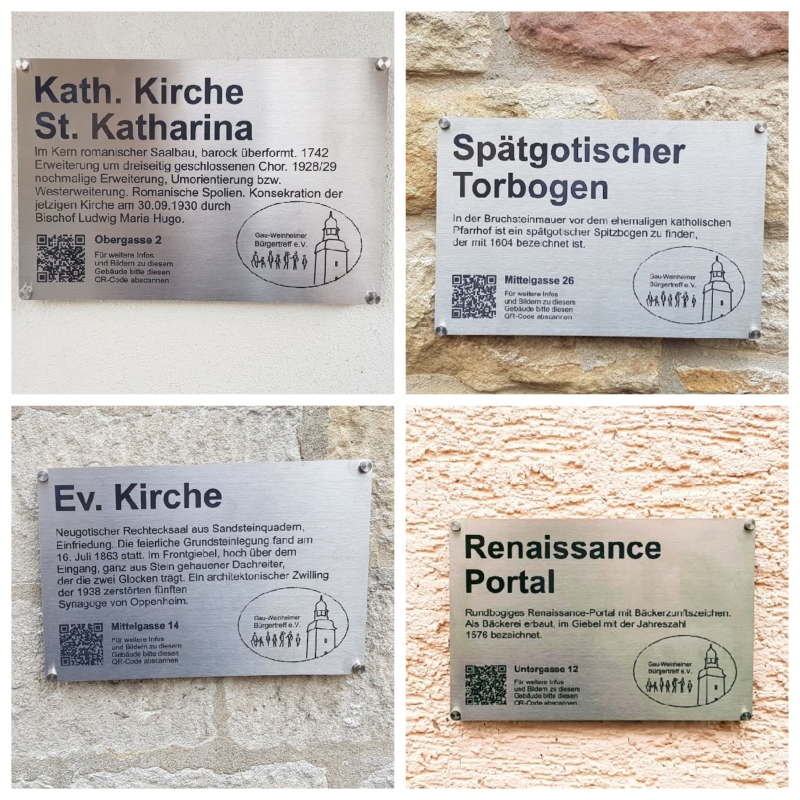 Kath. Kirche
St. Katharina
Im Kern romanischer Saalbau, barock überformt. 1742
Erweiterung um dreiseitig geschlossenen Chor. 1928/29
nochmalige Erweiterung, Umorientierung bzw.
Westerweiterung. Romanische Spolien. Konsekration der
jetzigen Kirche am 30.09.1930 durch
Bischof Ludwig Maria Hugo.
Obergasse 2
Für weitere Infos
und Bildern zu diesem
Gebäude bitte diesen
QR-Code abscannen
Gau-Weinheimer
Bürgertreff e.V.
Spätgotischer
Torbogen
In der Bruchsteinmauer vor dem ehemaligen katholischen
Pfarrhof ist ein spätgotischer Spitzbogen zu finden,
der mit 1604 bezeichnet ist.
Mittelgasse 26
Für weitere Infos
und Bildern zu diesem
Gebäude bitte diesen
QR-Code abscannen
Gau-Weinheimer
Bürgertreff e.V.
Ev. Kirche
Neugotischer Rechtecksaal aus Sandsteinquadern,
Einfriedung. Die feierliche Grundsteinlegung fand am
16. Juli 1863 statt. Im Frontgiebel, hoch über dem
Eingang, ganz aus Stein gehauener Dachreiter,
der die zwei Glocken trägt. Ein architektonischer Zwilling
der 1938 zerstörten fünften
Synagoge von Oppenheim.
Mittelgasse 14
Für weitere Infos
und Bildern zu diesem
Gebäude bitte diesen
QR-Code abscannen
Gau-Weinheimer
Bürgertreff e.V.
Renaissance
Portal
Rundbogiges Renaissance-Portal mit Bäckerzunftszeichen.
Als Bäckerei erbaut, im Giebel mit der Jahreszahl
1576 bezeichnet.
Untergasse 12
Für weitere Infos
und Bildern zu diesem
Gebäude bitte diesen
QR-Code abscannen
Gau-Weinheimer
Bürgertreff e.V.